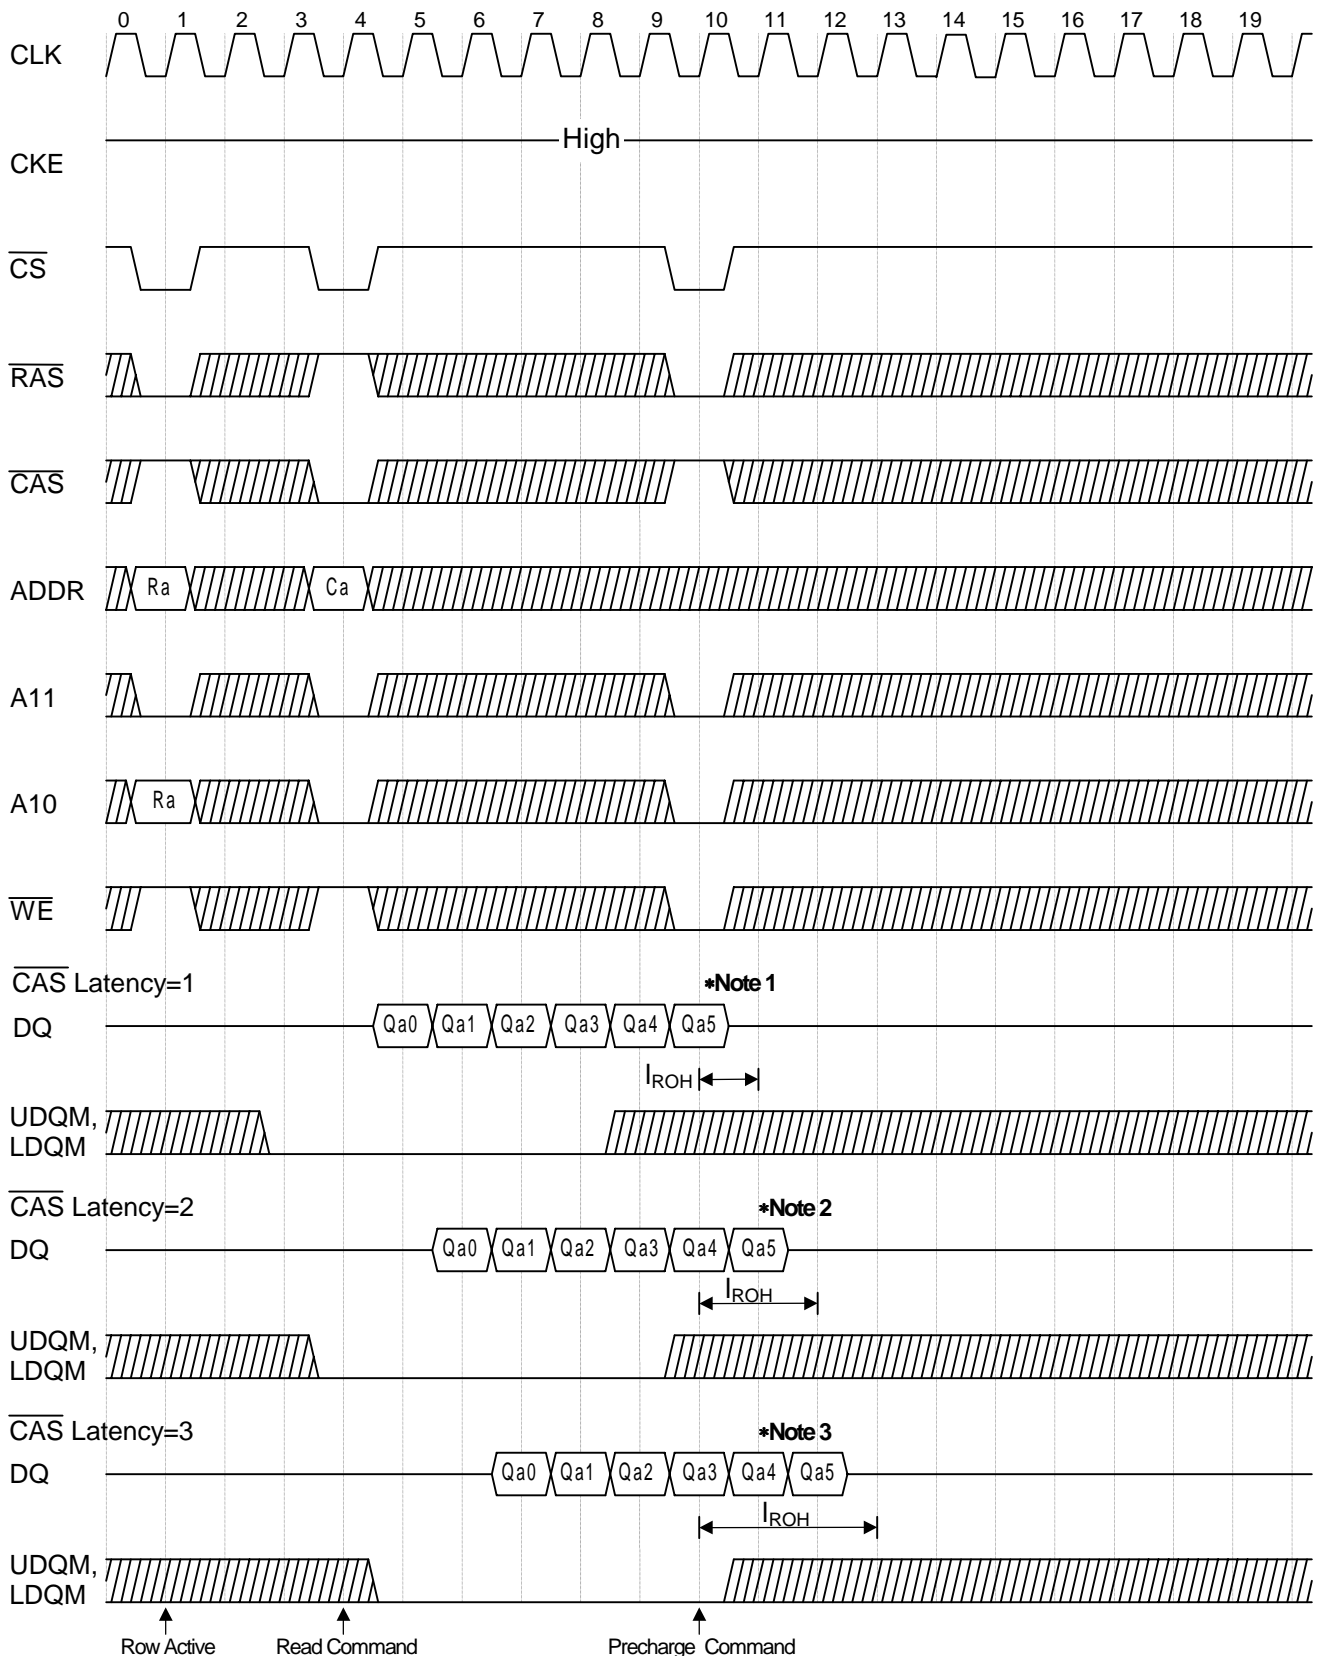 0 1 2 3 4 5 6 7 8 9 10 11 12 13 14 15 16 17 18 19
CLK
High
CKE
CS
RAS
CAS
ADDR Ra Ca
A11
A10 Ra
WE
CAS Latency=1 *Note 1
DQ Qa0 Qa1 Qa2 Qa3 Qa4 Qa5
IROH
UDQM,
LDQM
CAS Latency=2 *Note 2
DQ Qa0 Qa1 Qa2 Qa3 Qa4 Qa5
IROH
UDQM,
LDQM
CAS Latency=3 *Note 3
DQ Qa0 Qa1 Qa2 Qa3 Qa4 Qa5
IROH
UDQM,
LDQM
Row Active Read Command Precharge Command